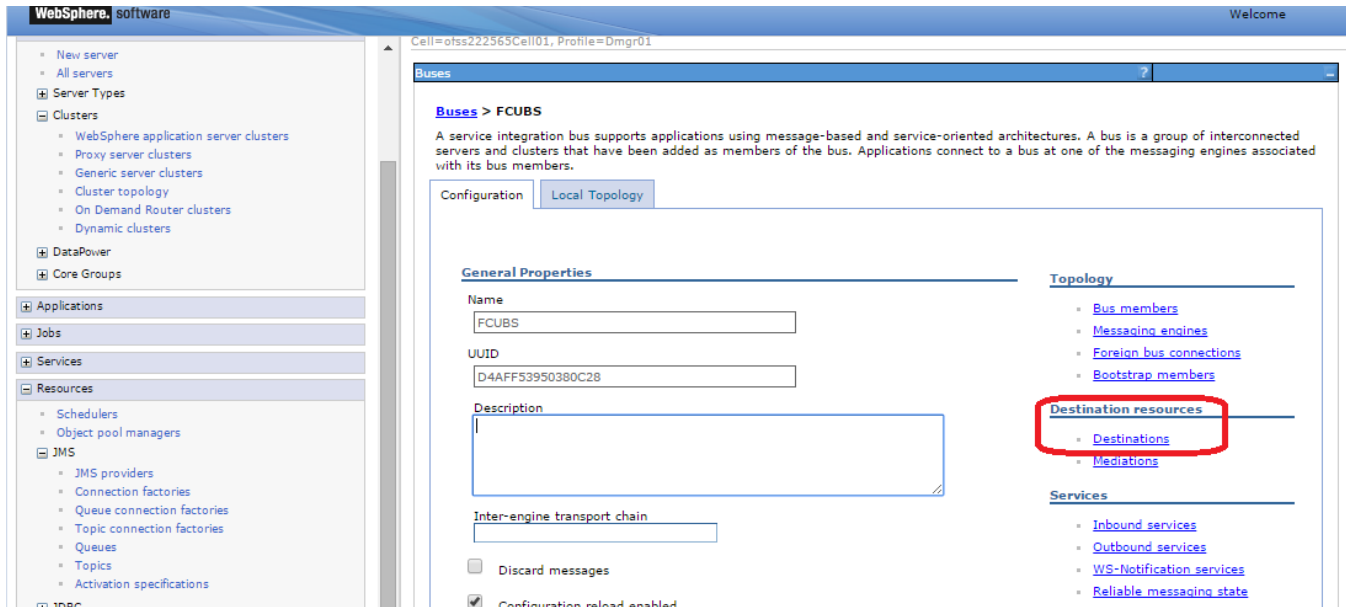 WebSphere. software
Welcome
New server
All servers
Server Types
Clusters
WebSphere application server clusters
Proxy server clusters
Generic server clusters
Cluster topology
On Demand Router clusters
Dynamic clusters
DataPower
Core Groups
Applications
Jobs
Services
Resources
Schedulers
Object pool managers
JMS
JMS providers
Connection factories
Queue connection factories
Topic connection factories
Queues
Topics
Activation specifications
JDBC
Cell=ofss222565Cell01, Profile=Dmgr01
Buses
?
Buses > FCUBS
A service integration bus supports applications using message-based and service-oriented architectures. A bus is a group of interconnected
servers and clusters that have been added as members of the bus. Applications connect to a bus at one of the messaging engines associated
with its bus members.
Configuration
Local Topology
General Properties
Name
FCUBS
UUID
D4AFF53950380C28
Description
Inter-engine transport chain
Discard messages
Configuration reload enabled
Topology
Bus members
Messaging engines
Foreign bus connections
Bootstrap members
Destination resources
Destinations
Mediations
Services
Inbound services
Outbound services
WS-Notification services
Reliable messaging state